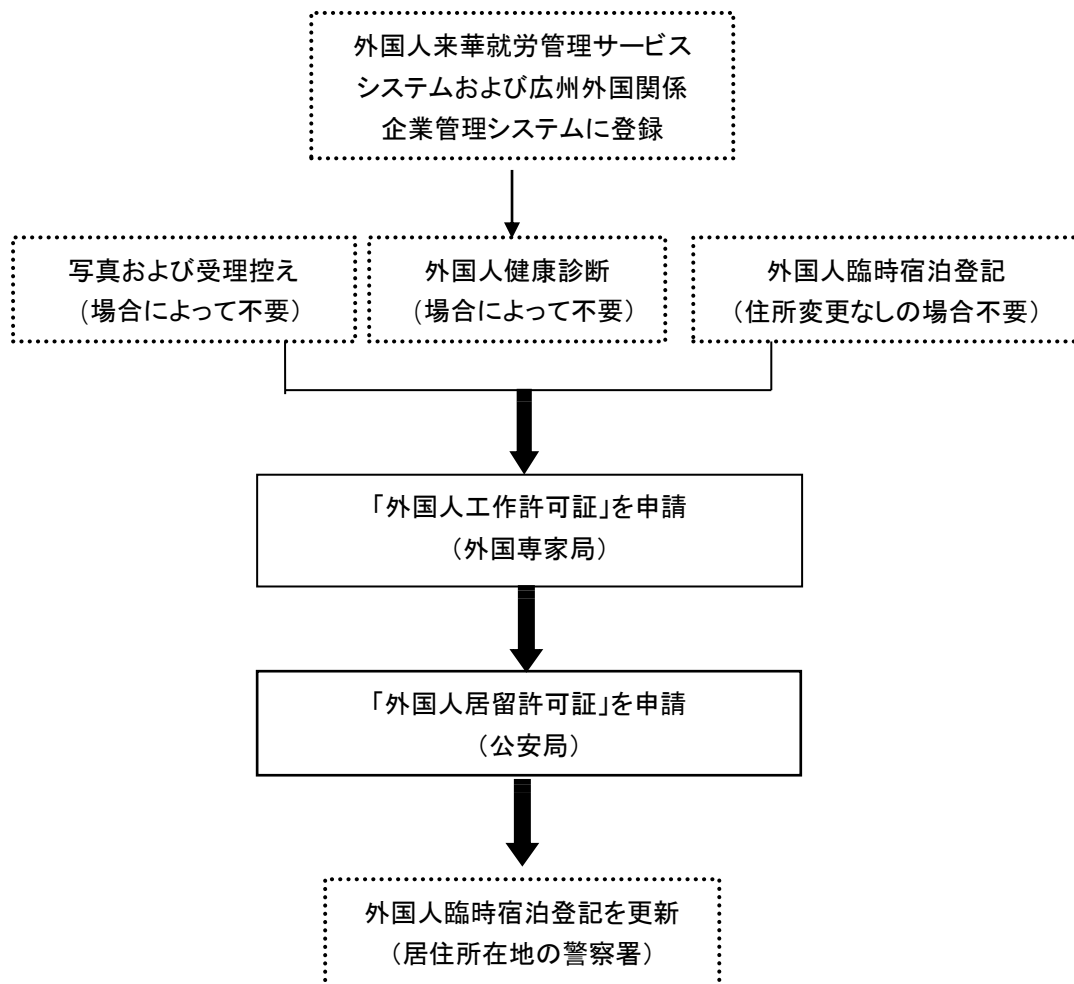 外国人来華就労管理サービス
システムおよび広州外国関係
企業管理システムに登録
写真および受理控え
（場合によって不要）
外国人健康診断
（場合によって不要）
外国人臨時宿泊登記
（住所変更なしの場合不要）
「外国人工作許可証」を申請
（外国専家局）
「外国人居留許可証」を申請
（公安局）
外国人臨時宿泊登記を更新
（居住所在地の警察署）